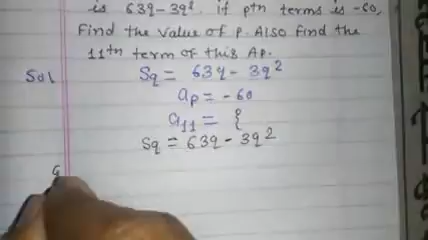 is 63q-3q². if pth terms is -60,
Find the value of p. Also find the
11th term of this Ap.
Sol Sq = 63q - 3q²
ap = -60
a11 = {
Sq = 63q - 3q²